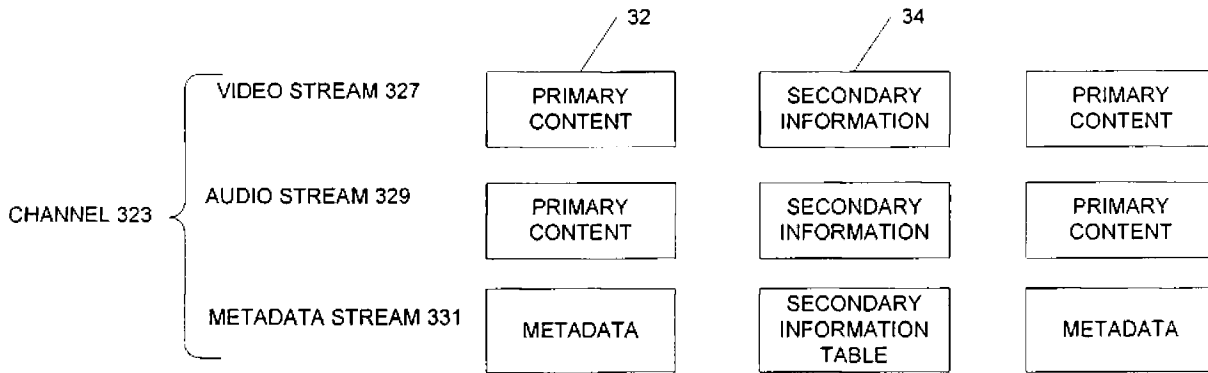 32
34
VIDEO STREAM 327
PRIMARY
CONTENT
SECONDARY
INFORMATION
PRIMARY
CONTENT
CHANNEL 323
AUDIO STREAM 329
PRIMARY
CONTENT
SECONDARY
INFORMATION
PRIMARY
CONTENT
METADATA STREAM 331
METADATA
SECONDARY
INFORMATION
TABLE
METADATA